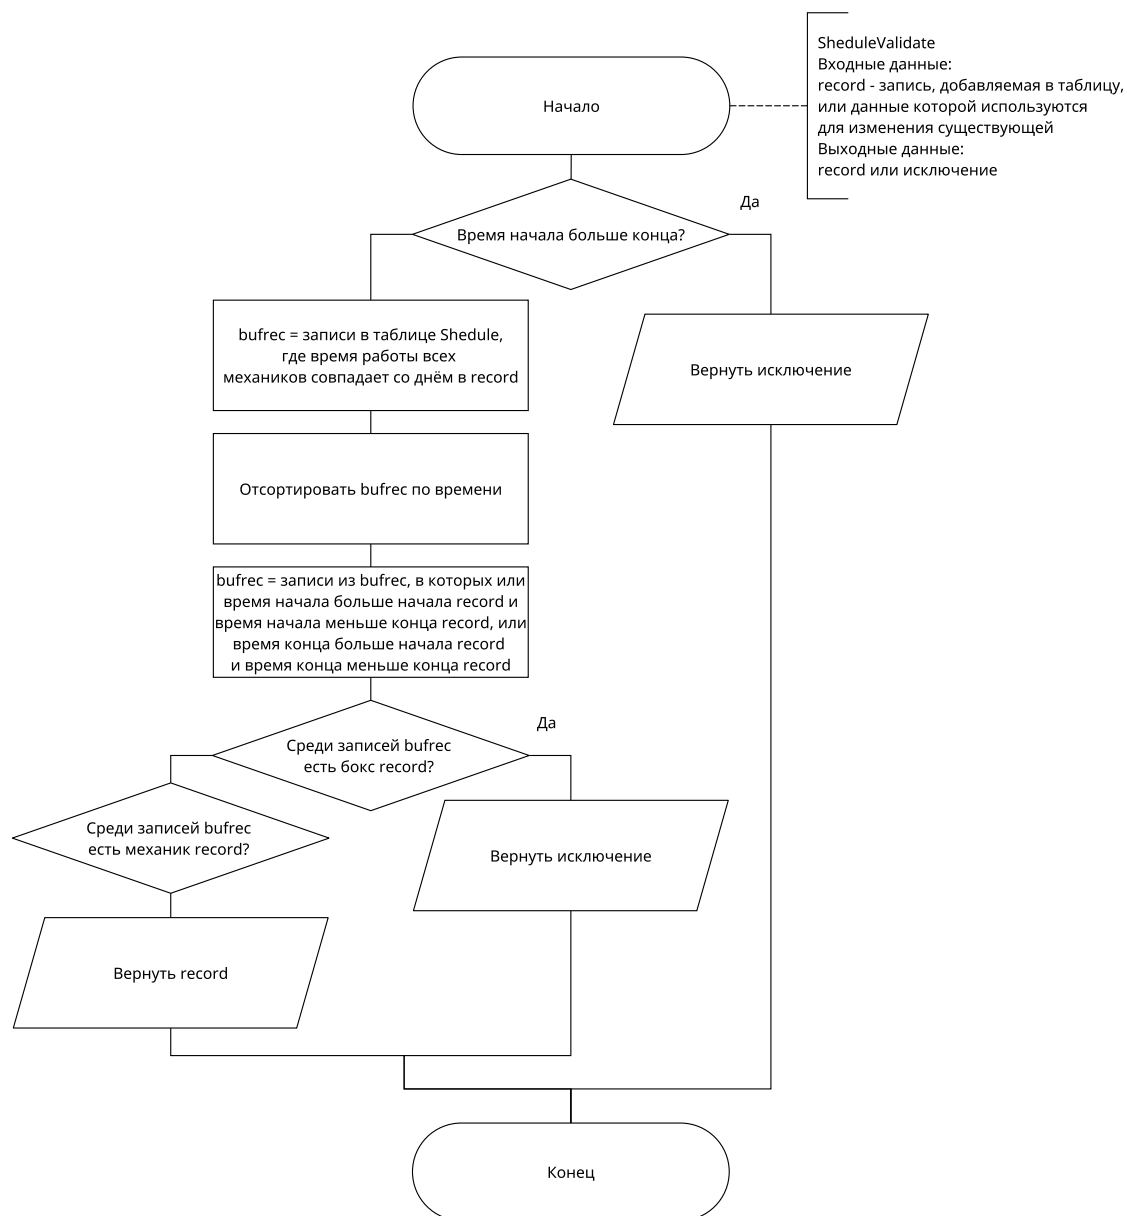 SheduleValidate
Входные данные:
record - запись, добавляемая в таблицу,
или данные которой используются
для изменения существующей
Выходные данные:
record или исключение
Начало
Да
Время начала больше конца?
bufrec = записи в таблице Shedule,
где время работы всех
механиков совпадает со днём в record
Вернуть исключение
Отсортировать bufrec по времени
bufrec = записи из bufrec, в которых или
время начала больше начала record и
время начала меньше конца record, или
время конца больше начала record
и время конца меньше конца record
Да
Среди записей bufrec
есть бокс record?
Среди записей bufrec
есть механик record?
Вернуть исключение
Вернуть record
Конец